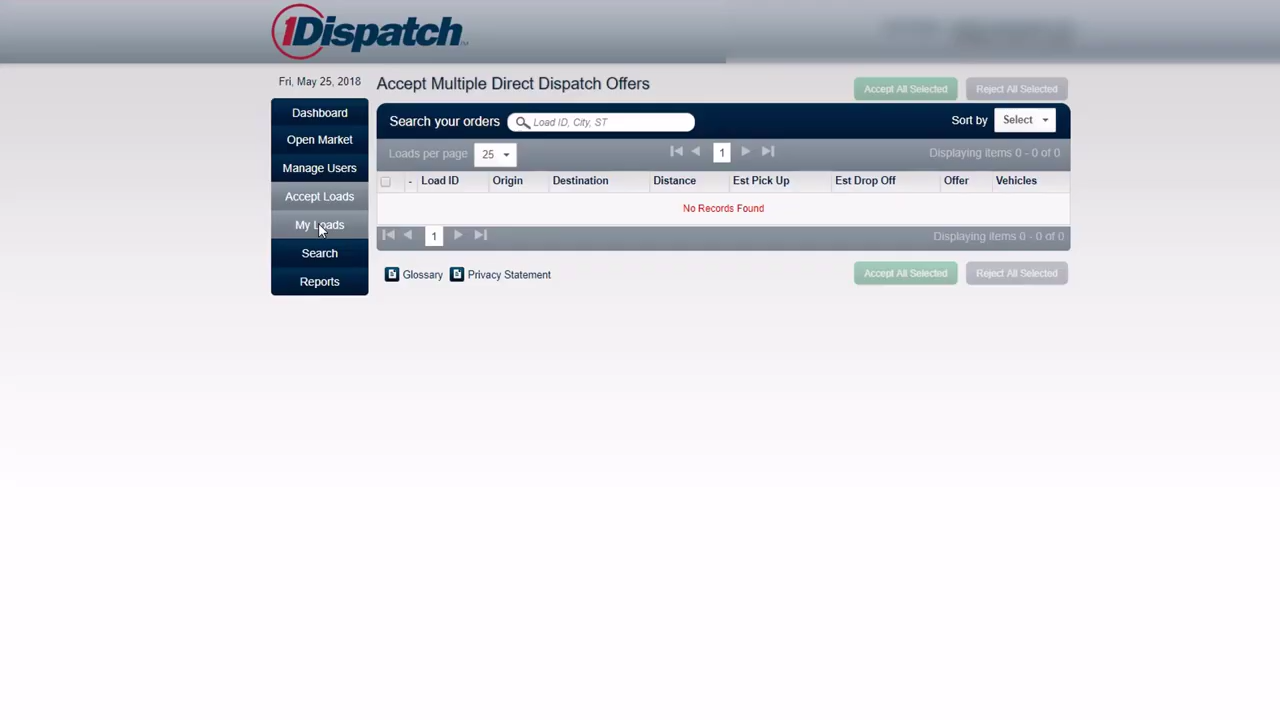 1Dispatch
Fri, May 25, 2018
Accept Multiple Direct Dispatch Offers
Accept All Selected
Reject All Selected
Dashboard
Open Market
Manage Users
Accept Loads
My Loads
Search
Reports
Search your orders
Load ID, City, ST
Sort by
Select
Loads per page
25
1
Displaying items 0 - 0 of 0
- Load ID Origin Destination Distance Est Pick Up Est Drop Off Offer Vehicles
No Records Found
1
Displaying items 0 - 0 of 0
Glossary
Privacy Statement
Accept All Selected
Reject All Selected